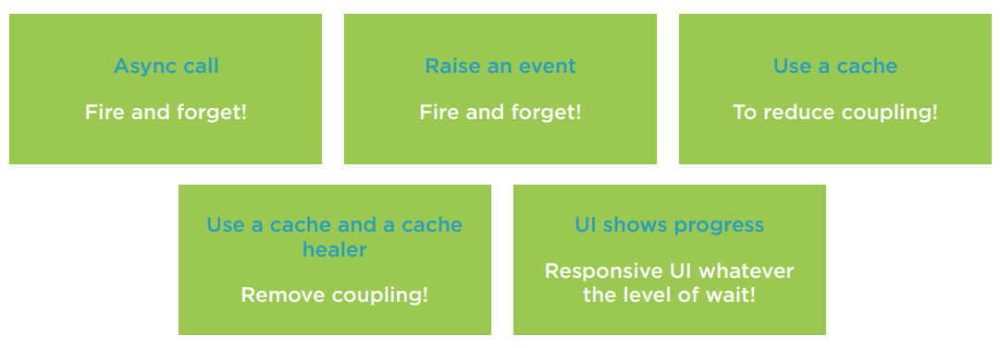 Async call
Fire and forget!
Raise an event
Fire and forget!
Use a cache
To reduce coupling!
Use a cache and a cache
healer
Remove coupling!
UI shows progress
Responsive UI whatever
the level of wait!